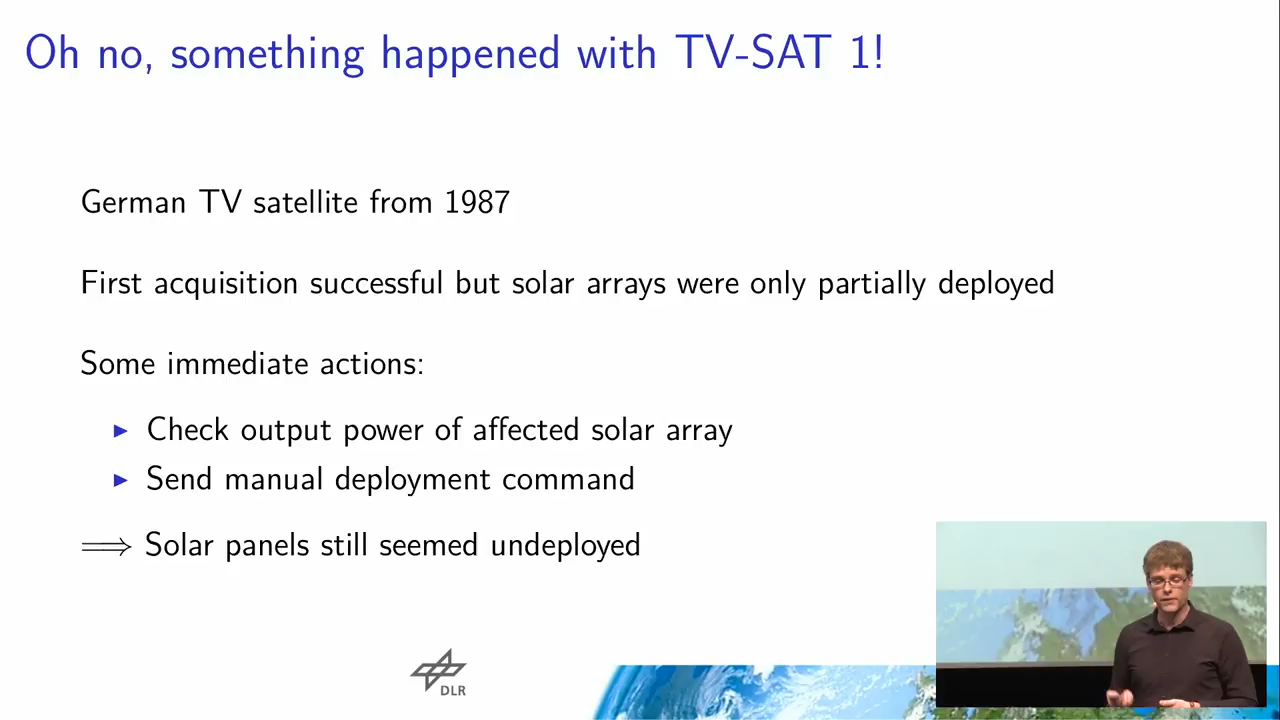 Oh no, something happened with TV-SAT 1!
German TV satellite from 1987
First acquisition successful but solar arrays were only partially deployed
Some immediate actions:
▶ Check output power of affected solar array
▶ Send manual deployment command
⟹ Solar panels still seemed undeployed
DLR